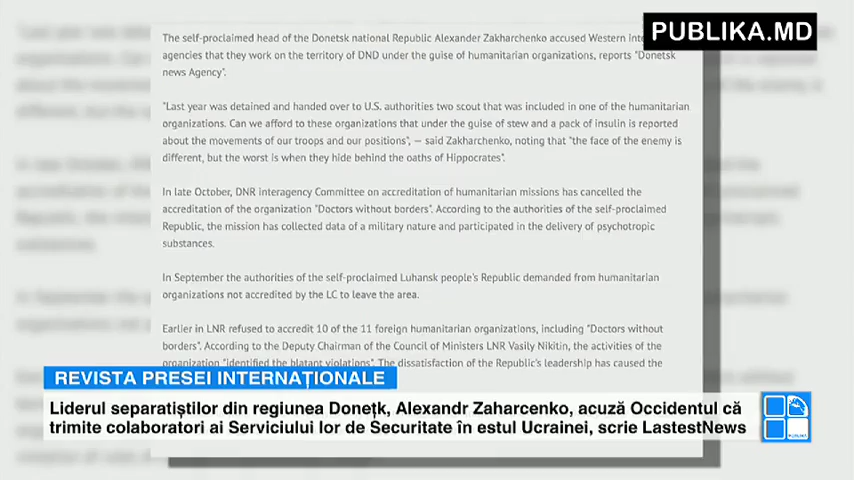 PUBLIKA.MD
The self-proclaimed head of the Donetsk national Republic Alexander Zakharchenko accused Western
agencies that they work on the territory of DND under the guise of humanitarian organizations, reports "Donetsk
news Agency".
"Last year was detained and handed over to U.S. authorities two scout that was included in one of the humanitarian
organizations. Can we afford to these organizations that under the guise of stew and a pack of insulin is reported
about the movements of our troops and our positions", — said Zakharchenko, noting that "the face of the enemy is
different, but the worst is when they hide behind the oaths of Hippocrates".
In late October, DNR interagency Committee on accreditation of humanitarian missions has cancelled the
accreditation of the organization "Doctors without borders". According to the authorities of the self-proclaimed
Republic, the mission has collected data of a military nature and participated in the delivery of psychotropic
substances.
In September the authorities of the self-proclaimed Luhansk people's Republic demanded from humanitarian
organizations not accredited by the LC to leave the area.
Earlier in LNR refused to accredit 10 of the 11 foreign humanitarian organizations, including "Doctors without
borders". According to the Deputy Chairman of the Council of Ministers LNR Vasily Nikitin, the activities of the
organization "identified the blatant violations". The dissatisfaction of the Republic's leadership has caused the
REVISTA PRESEI INTERNAȚIONALE
Liderul separatiștilor din regiunea Donețk, Alexandr Zaharcenko, acuză Occidentul că
trimite colaboratori ai Serviciului lor de Securitate în estul Ucrainei, scrie LastestNews